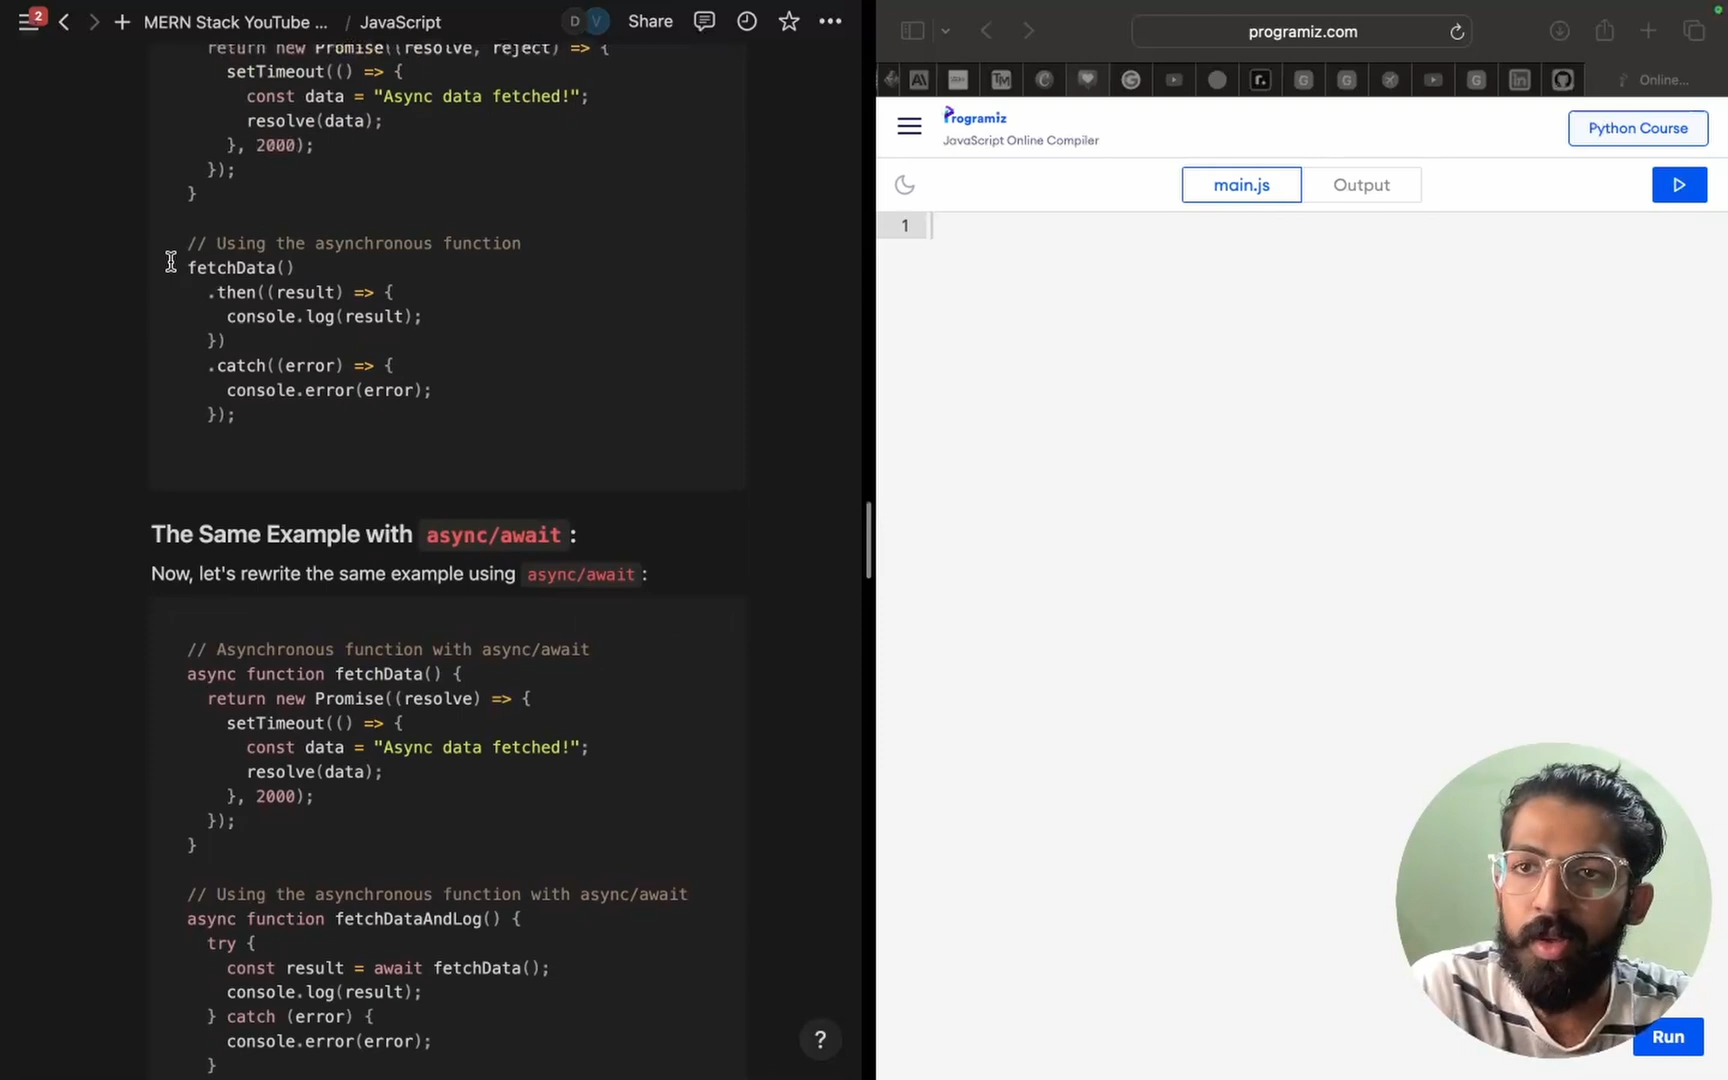 2
MERN Stack YouTube ... / JavaScript
D V Share
return new Promise((resolve, reject) => {
setTimeout(() => {
const data = "Async data fetched!";
resolve(data);
}, 2000);
});
}
// Using the asynchronous function
fetchData()
.then((result) => {
console.log(result);
})
.catch((error) => {
console.error(error);
});
The Same Example with async/await:
Now, let's rewrite the same example using async/await:
// Asynchronous function with async/await
async function fetchData() {
return new Promise((resolve) => {
setTimeout(() => {
const data = "Async data fetched!";
resolve(data);
}, 2000);
});
}
// Using the asynchronous function with async/await
async function fetchDataAndLog() {
try {
const result = await fetchData();
console.log(result);
} catch (error) {
console.error(error);
}
?
programiz.com
Online...
Programiz
JavaScript Online Compiler
Python Course
main.js
Output
1
Run